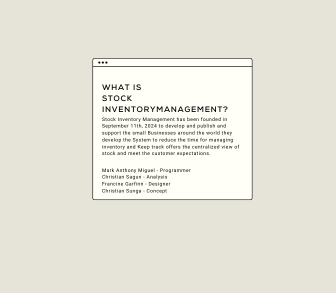 WHAT IS
STOCK
INVENTORYMANAGEMENT?
Stock Inventory Management has been founded in
September 11th, 2024 to develop and publish and
support the small Businesses around the world they
develop the System to reduce the time for managing
inventory and Keep track offers the centralized view of
stock and meet the customer expectations.
Mark Anthony Miguel - Programmer
Christian Sagun - Analysis
Francine Garfinn - Designer
Christian Sunga - Concept